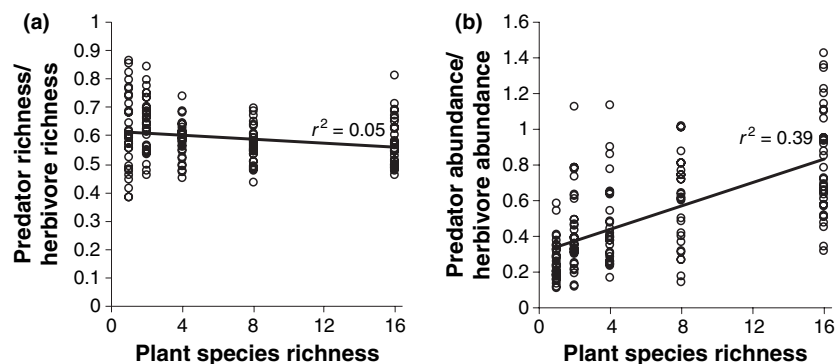 (a)
Predator richness/
herbivore richness
1
0.9
0.8
0.7
0.6
0.5
0.4
0.3
0.2
0.1
0
r² = 0.05
0 4 8 12 16
Plant species richness
(b)
Predator abundance/
herbivore abundance
1.6
1.4
1.2
1
0.8
0.6
0.4
0.2
0
r² = 0.39
0 4 8 12 16
Plant species richness